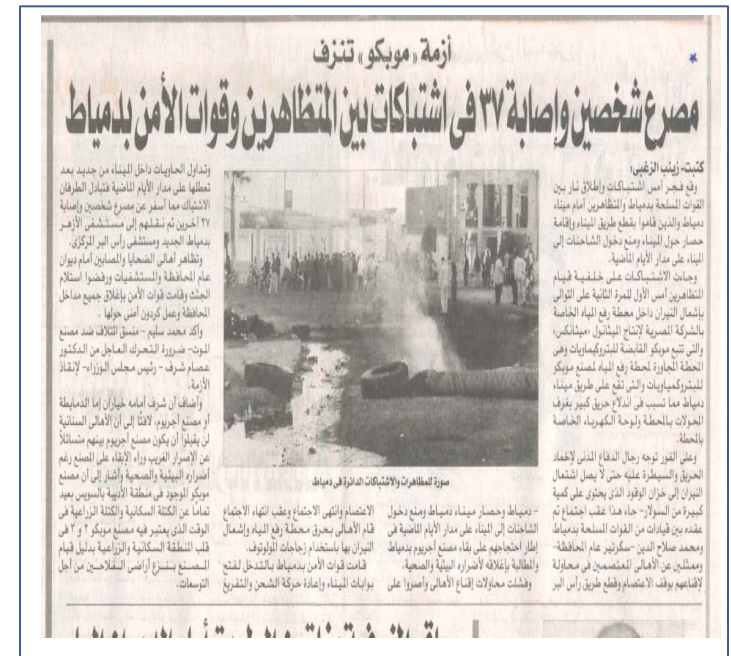 أزمة «موبكو» تنزف
مصرع شخصين وإصابة ٣٧ فى اشتباكات بين المتظاهرين وقوات الأمن بدمياط
كتبت- زينب الزغبى:
وقع فجر أمس اشتباكات وإطلاق نار بين
القوات المسلحة بدمياط والمتظاهرين أمام ميناء
دمياط والذين قاموا بقطع طريق الميناء وإقامة
حصار حول الميناء ومنع دخول الشاحنات إلى
الميناء على مدار الأيام الماضية.
وجاءت الاشتباكات على خلفية قيام
المتظاهرين أمس الأول للمرة الثانية على التوالى
بإشعال النيران داخل محطة رفع المياه الخاصة
بالشركة المصرية لإنتاج الميثانول «ميثانكس»
والتى تتبع موبكو القابضة للبتروكيماويات وهى
المحطة المجاورة لمحطة رفع المياه لمصنع موبكو
للبتروكيماويات والتى تقع على طريق ميناء
دمياط مما تسبب فى اندلاع حريق كبير بغرف
المحولات بالمحطة ولوحة الكهرباء الخاصة
بالمحطة.
وعلى الفور توجه رجال الدفاع المدنى لإخماد
الحريق والسيطرة عليه حتى لا يصل اشتعال
النيران إلى خزان الوقود الذى يحتوى على كمية
كبيرة من السولار- جاء هذا عقب اجتماع تم
عقده بين قيادات من القوات المسلحة بدمياط
ومحمد صلاح الدين -سكرتير عام المحافظة-
وممثلين عن الأهالى المعتصمين فى محاولة
لإقناعهم بوقف الاعتصام وقطع طريق رأس البر
صورة للمظاهرات والاشتباكات الدائرة فى دمياط
- دمياط وحصار ميناء دمياط ومنع دخول
الشاحنات إلى الميناء على مدار الأيام الماضية فى
إطار احتجاجهم على بقاء مصنع أجريوم بدمياط
والمطالبة بإغلاقه لأضراره البيئية والصحية.
وفشلت محاولات إقناع الأهالى وأصروا على
الاعتصام وانتهى الاجتماع وعقب انتهاء الاجتماع
قام الأهالى بحرق محطة رفع المياه وإشعال
النيران بها باستخدام زجاجات المولوتوف.
قامت قوات الأمن بدمياط بالتدخل لفتح
بوابات الميناء وإعادة حركة الشحن والتفريغ
وتداول الحاويات داخل الميناء من جديد بعد
تعطلها على مدار الأيام الماضية فتبادل الطرفان
الاشتباك مما أسفر عن مصرع شخصين وإصابة
٣٧ آخرين تم نقلهم إلى مستشفى الأزهر
بدمياط الجديد ومستشفى رأس البر المركزى.
وتظاهر أهالى الضحايا والمصابين أمام ديوان
عام المحافظة والمستشفيات ورفضوا استلام
الجثث وقامت قوات الأمن بإغلاق جميع مداخل
المحافظة وعمل كردون أمنى حولها.
وأكد محمد سليم - منسق ائتلاف ضد مصنع
الموت- ضرورة التحرك العاجل من الدكتور
عصام شرف - رئيس مجلس الوزراء- لإنقاذ
الأزمة.
وأضاف أن شرف أمامه خياران إما الدمايطة
أو مصنع أجريوم، لافتًا إلى أن الأهالى السنانية
لن يقبلوا أن يكون مصنع أجريوم بينهم متسائلاً
عن الإصرار الغريب وراء الإبقاء على المصنع رغم
أضراره البيئية والصحية وأشار إلى أن مصنع
موبكو الموجود فى منطقة الأدبية بالسويس بعيد
تماماً عن الكتلة السكانية والكتلة الزراعية فى
الوقت الذى يعتبر فيه مصنع موبكو ٢ و ٣ فى
قلب المنطقة السكانية والزراعية بدليل قيام
المصنع بنزع أراضى الفلاحين من أجل
التوسعات.